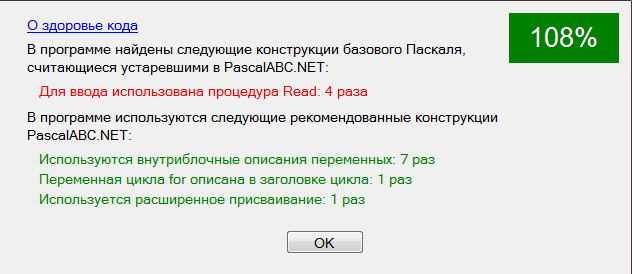 О здоровье кода
108%
В программе найдены следующие конструкции базового Паскаля,
считающиеся устаревшими в PascalABC.NET:
Для ввода использована процедура Read: 4 раза
В программе используются следующие рекомендованные конструкции
PascalABC.NET:
Используются внутриблочные описания переменных: 7 раз
Переменная цикла for описана в заголовке цикла: 1 раз
Используется расширенное присваивание: 1 раз
OK